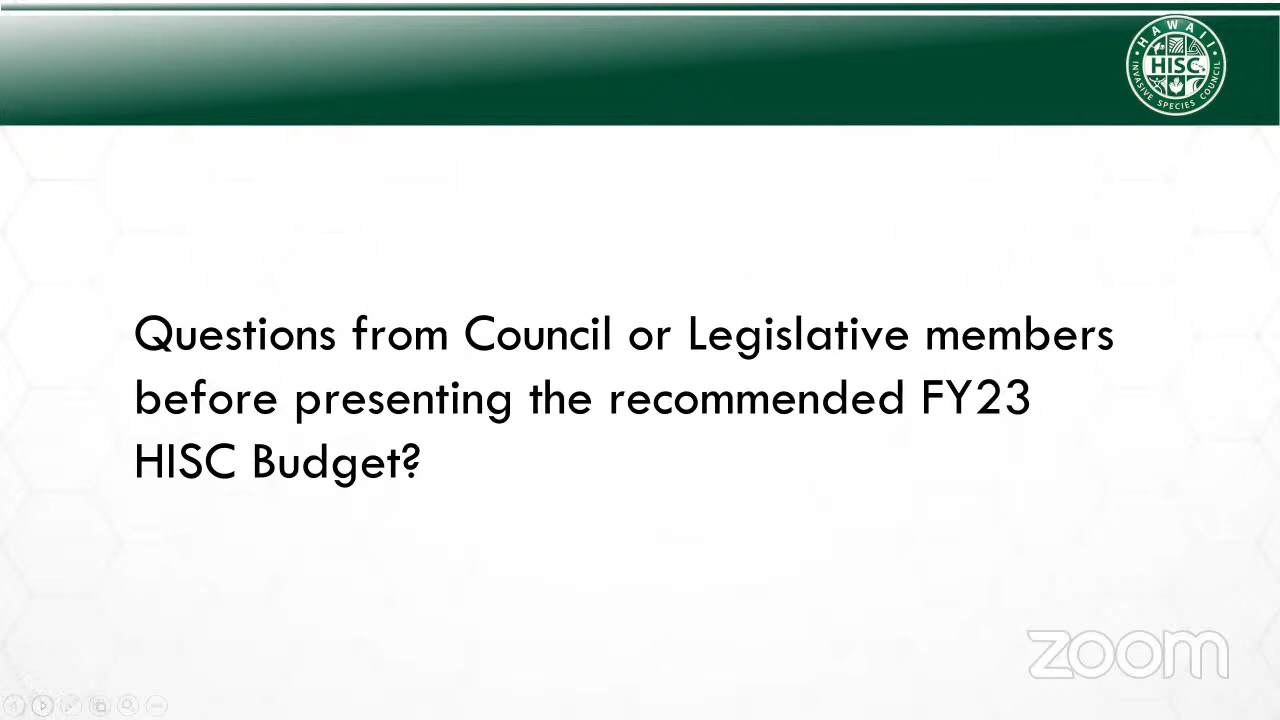 HAWAII
HISC
INVASIVE SPECIES COUNCIL
Questions from Council or Legislative members
before presenting the recommended FY23
HISC Budget?
zoom